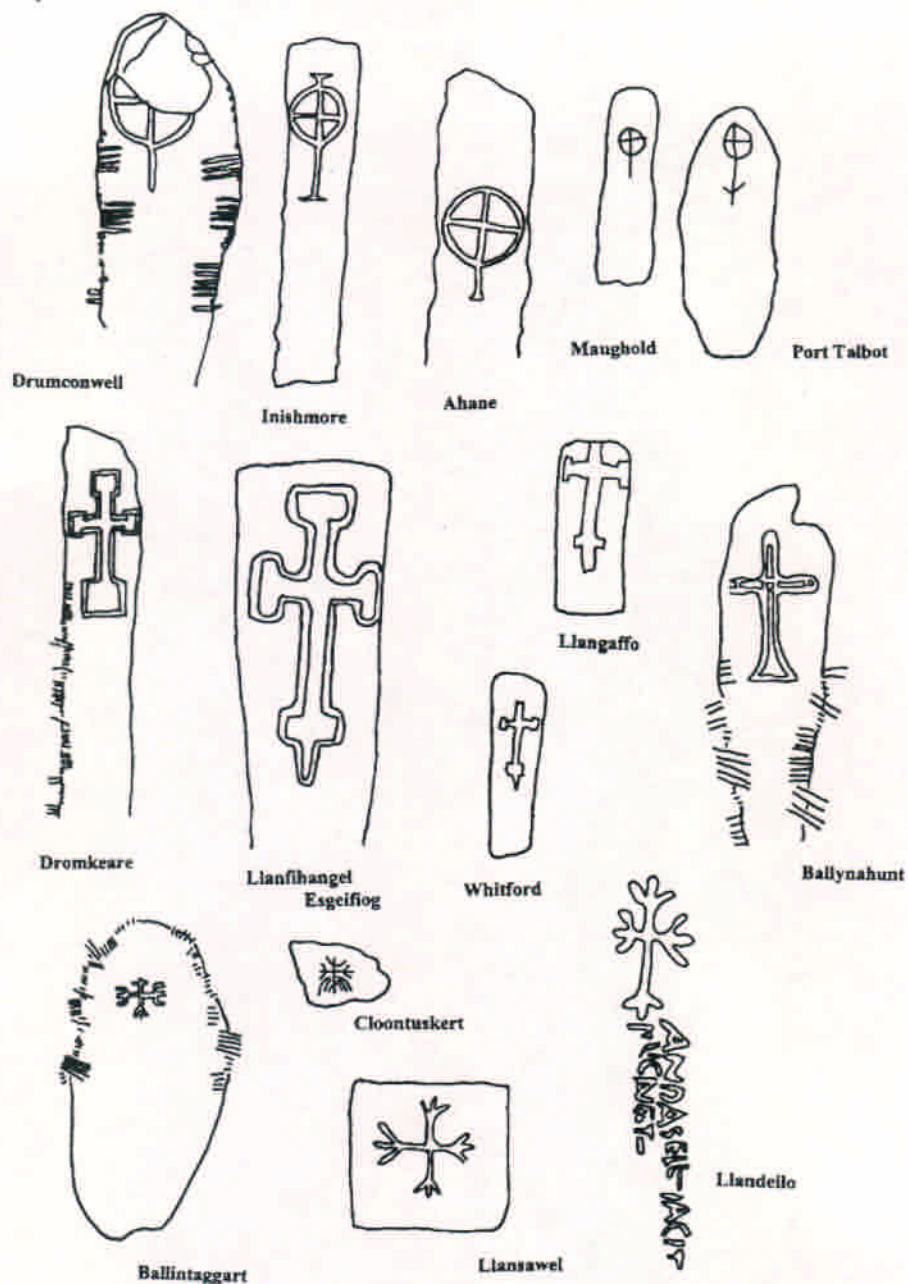 Drumconwell
Inishmore
Ahane
Maughold
Port Talbot
Dromkeare
Llanfihangel
Esgeifiog
Whitford
Llangaffo
Ballynahunt
Ballintaggart
Cloontuskert
Llansawel
Llandeilo